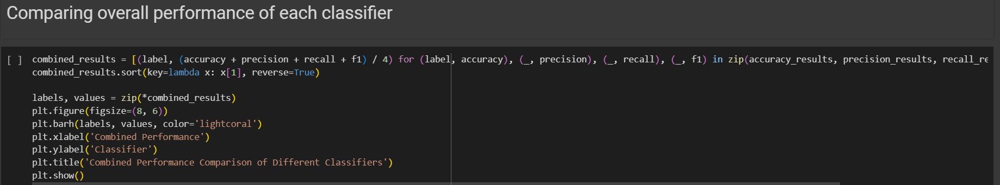 Comparing overall performance of each classifier
[ ] combined_results = [(label, (accuracy + precision + recall + f1) / 4) for (label, accuracy), (_, precision), (_, recall), (_, f1) in zip(accuracy_results, precision_results, recall_re
combined_results.sort(key=lambda x: x[1], reverse=True)
labels, values = zip(*combined_results)
plt.figure(figsize=(8, 6))
plt.barh(labels, values, color='lightcoral')
plt.xlabel('Combined Performance')
plt.ylabel('Classifier')
plt.title('Combined Performance Comparison of Different Classifiers')
plt.show()